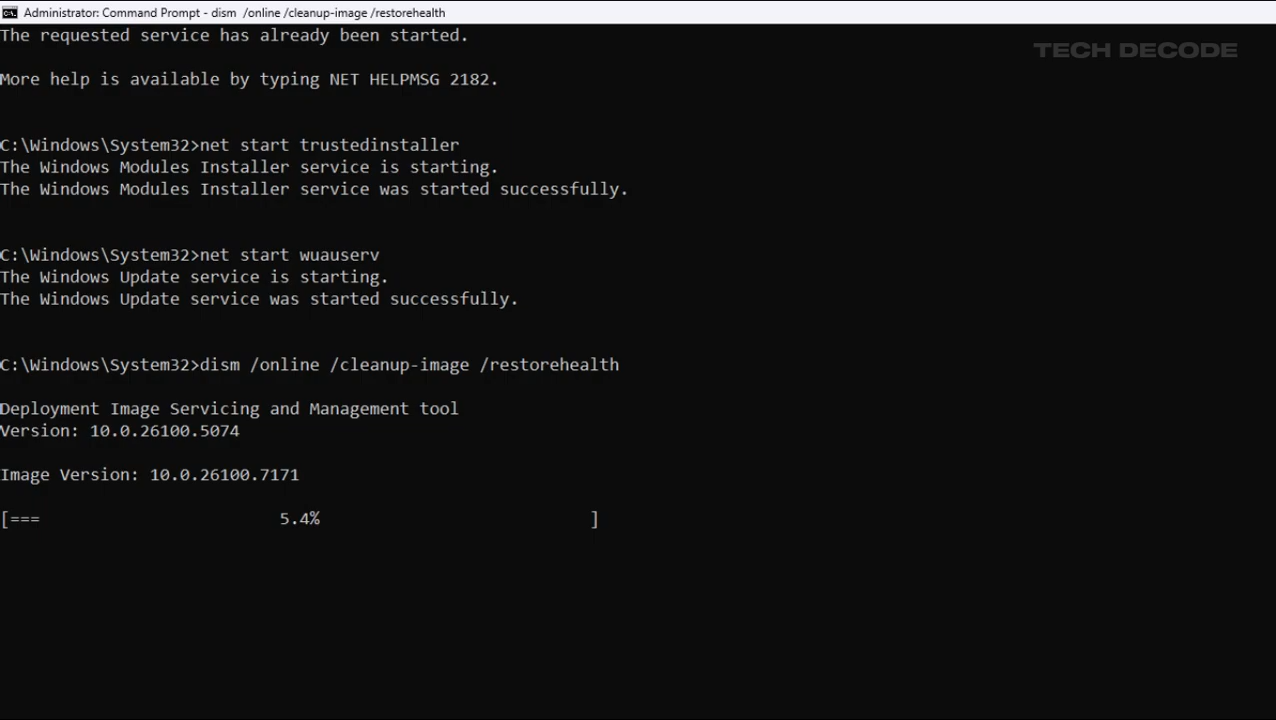 Administrator: Command Prompt - dism  /online /cleanup-image /restorehealth
The requested service has already been started.
TECH DECODE
More help is available by typing NET HELPMSG 2182.
C:\Windows\System32>net start trustedinstaller
The Windows Modules Installer service is starting.
The Windows Modules Installer service was started successfully.
C:\Windows\System32>net start wuauserv
The Windows Update service is starting.
The Windows Update service was started successfully.
C:\Windows\System32>dism /online /cleanup-image /restorehealth
Deployment Image Servicing and Management tool
Version: 10.0.26100.5074
Image Version: 10.0.26100.7171
[===                        5.4%                           ]